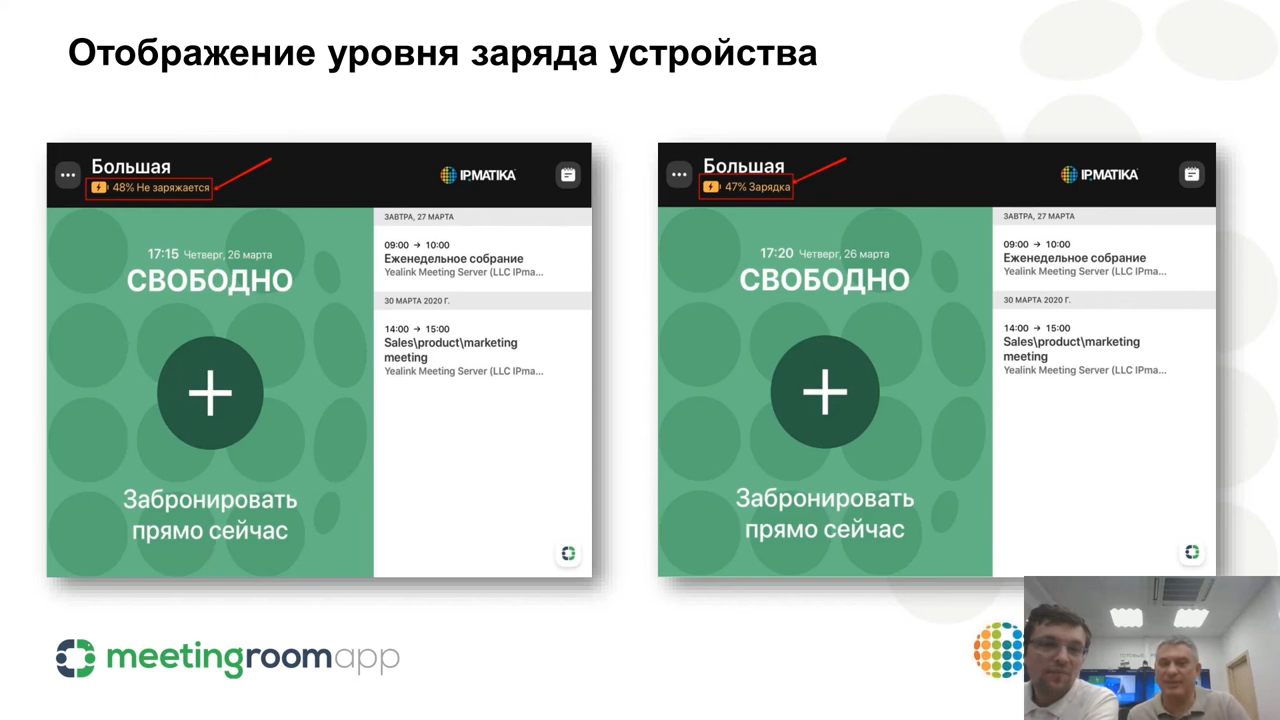 Отображение уровня заряда устройства
Большая
48% Не заряжается
IP.MATIKA
17:15 Четверг, 26 марта
СВОБОДНО
Забронировать
прямо сейчас
ЗАВТРА, 27 МАРТА
09:00 → 10:00
Еженедельное собрание
Yealink Meeting Server (LLC IPma...
30 МАРТА 2020 Г.
14:00 → 15:00
Sales\product\marketing
meeting
Yealink Meeting Server (LLC IPma...
Большая
47% Зарядка
IP.MATIKA
17:20 Четверг, 26 марта
СВОБОДНО
Забронировать
прямо сейчас
ЗАВТРА, 27 МАРТА
09:00 → 10:00
Еженедельное собрание
Yealink Meeting Server (LLC IPma...
30 МАРТА 2020 Г.
14:00 → 15:00
Sales\product\marketing
meeting
Yealink Meeting Server (LLC IPma...
meetingroomapp